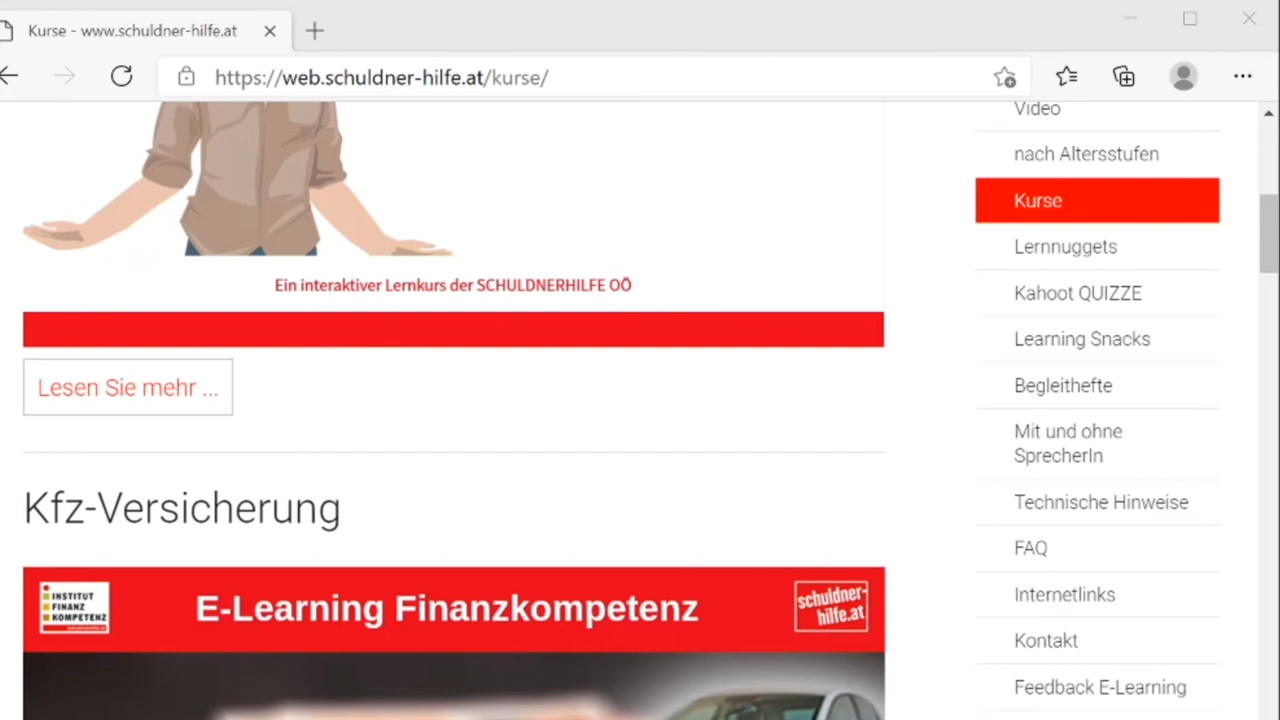 Kurse - www.schuldner-hilfe.at
https://web.schuldner-hilfe.at/kurse/
Ein interaktiver Lernkurs der SCHULDNERHILFE OÖ
Lesen Sie mehr ...
Kfz-Versicherung
INSTITUT
FINANZ
KOMPETENZ
E-Learning Finanzkompetenz
schuldner-
hilfe.at
Video
nach Altersstufen
Kurse
Lernnuggets
Kahoot QUIZZE
Learning Snacks
Begleithefte
Mit und ohne
SprecherIn
Technische Hinweise
FAQ
Internetlinks
Kontakt
Feedback E-Learning